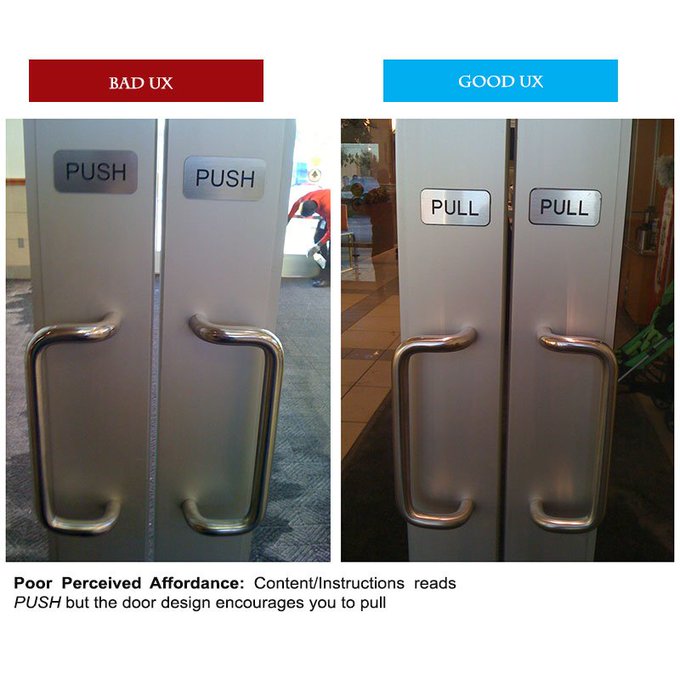 BAD UX
GOOD UX
PUSH
PUSH
PULL
PULL
Poor Perceived Affordance: Content/Instructions reads
PUSH but the door design encourages you to pull